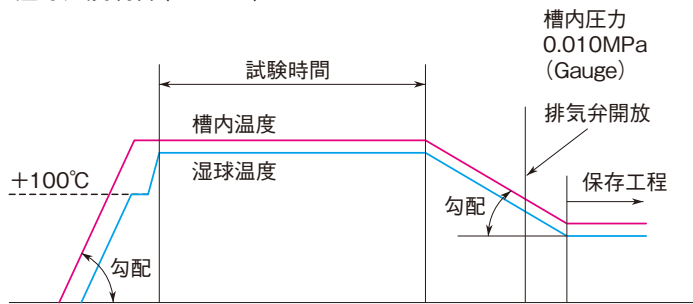 槽内圧力
0.010MPa
（Gauge）
試験時間
排気弁開放
槽内温度
+100℃
湿球温度
保存工程
勾配
勾配